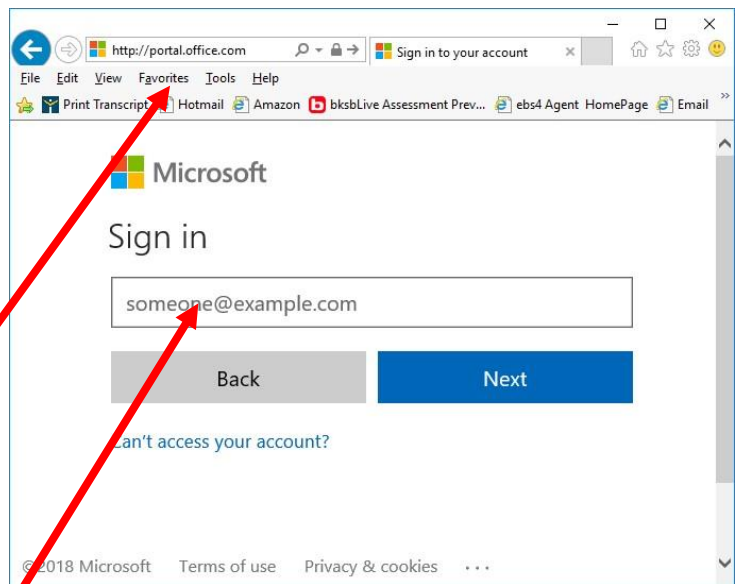 http://portal.office.com
Sign in to your account
File Edit View Favorites Tools Help
Print Transcript Hotmail Amazon bksbLive Assessment Prev... ebs4 Agent HomePage Email
Microsoft
Sign in
someone@example.com
Back Next
Can't access your account?
©2018 Microsoft Terms of use Privacy & cookies ...